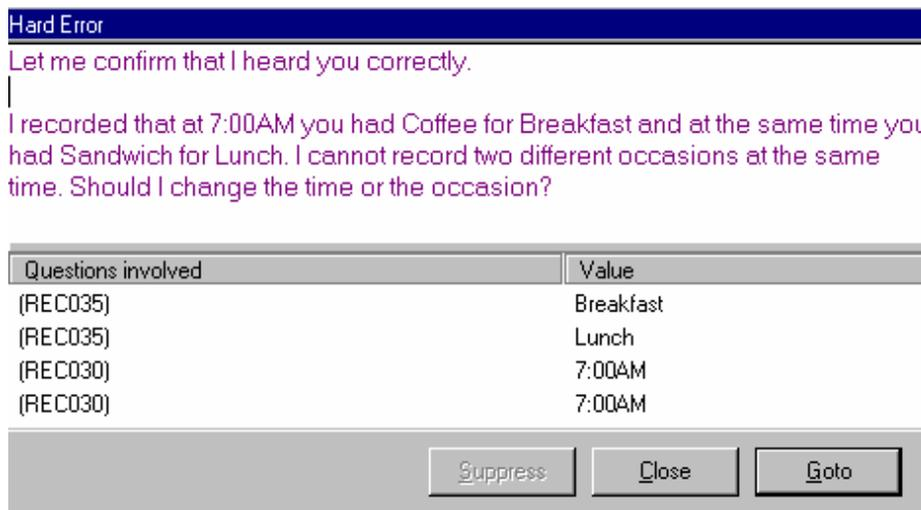 Hard Error
Let me confirm that I heard you correctly.
I recorded that at 7:00AM you had Coffee for Breakfast and at the same time you
had Sandwich for Lunch. I cannot record two different occasions at the same
time. Should I change the time or the occasion?
Questions involved Value
(REC035) Breakfast
(REC035) Lunch
(REC030) 7:00AM
(REC030) 7:00AM
Suppress Close Goto